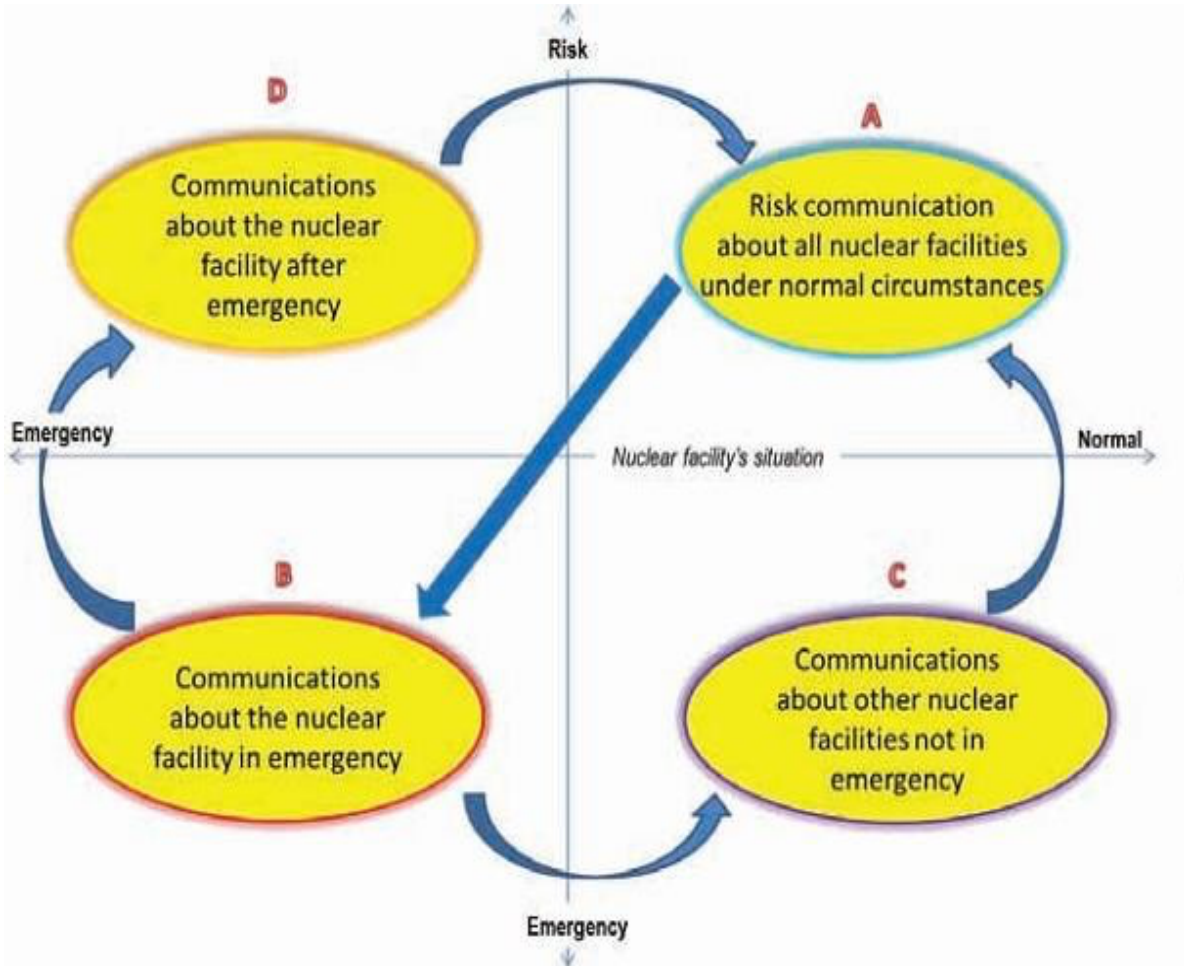 Risk
D
Communications
about the nuclear
facility after
emergency
A
Risk communication
about all nuclear facilities
under normal circumstances
Emergency
Nuclear facility's situation
Normal
B
Communications
about the nuclear
facility in emergency
C
Communications
about other nuclear
facilities not in
emergency
Emergency